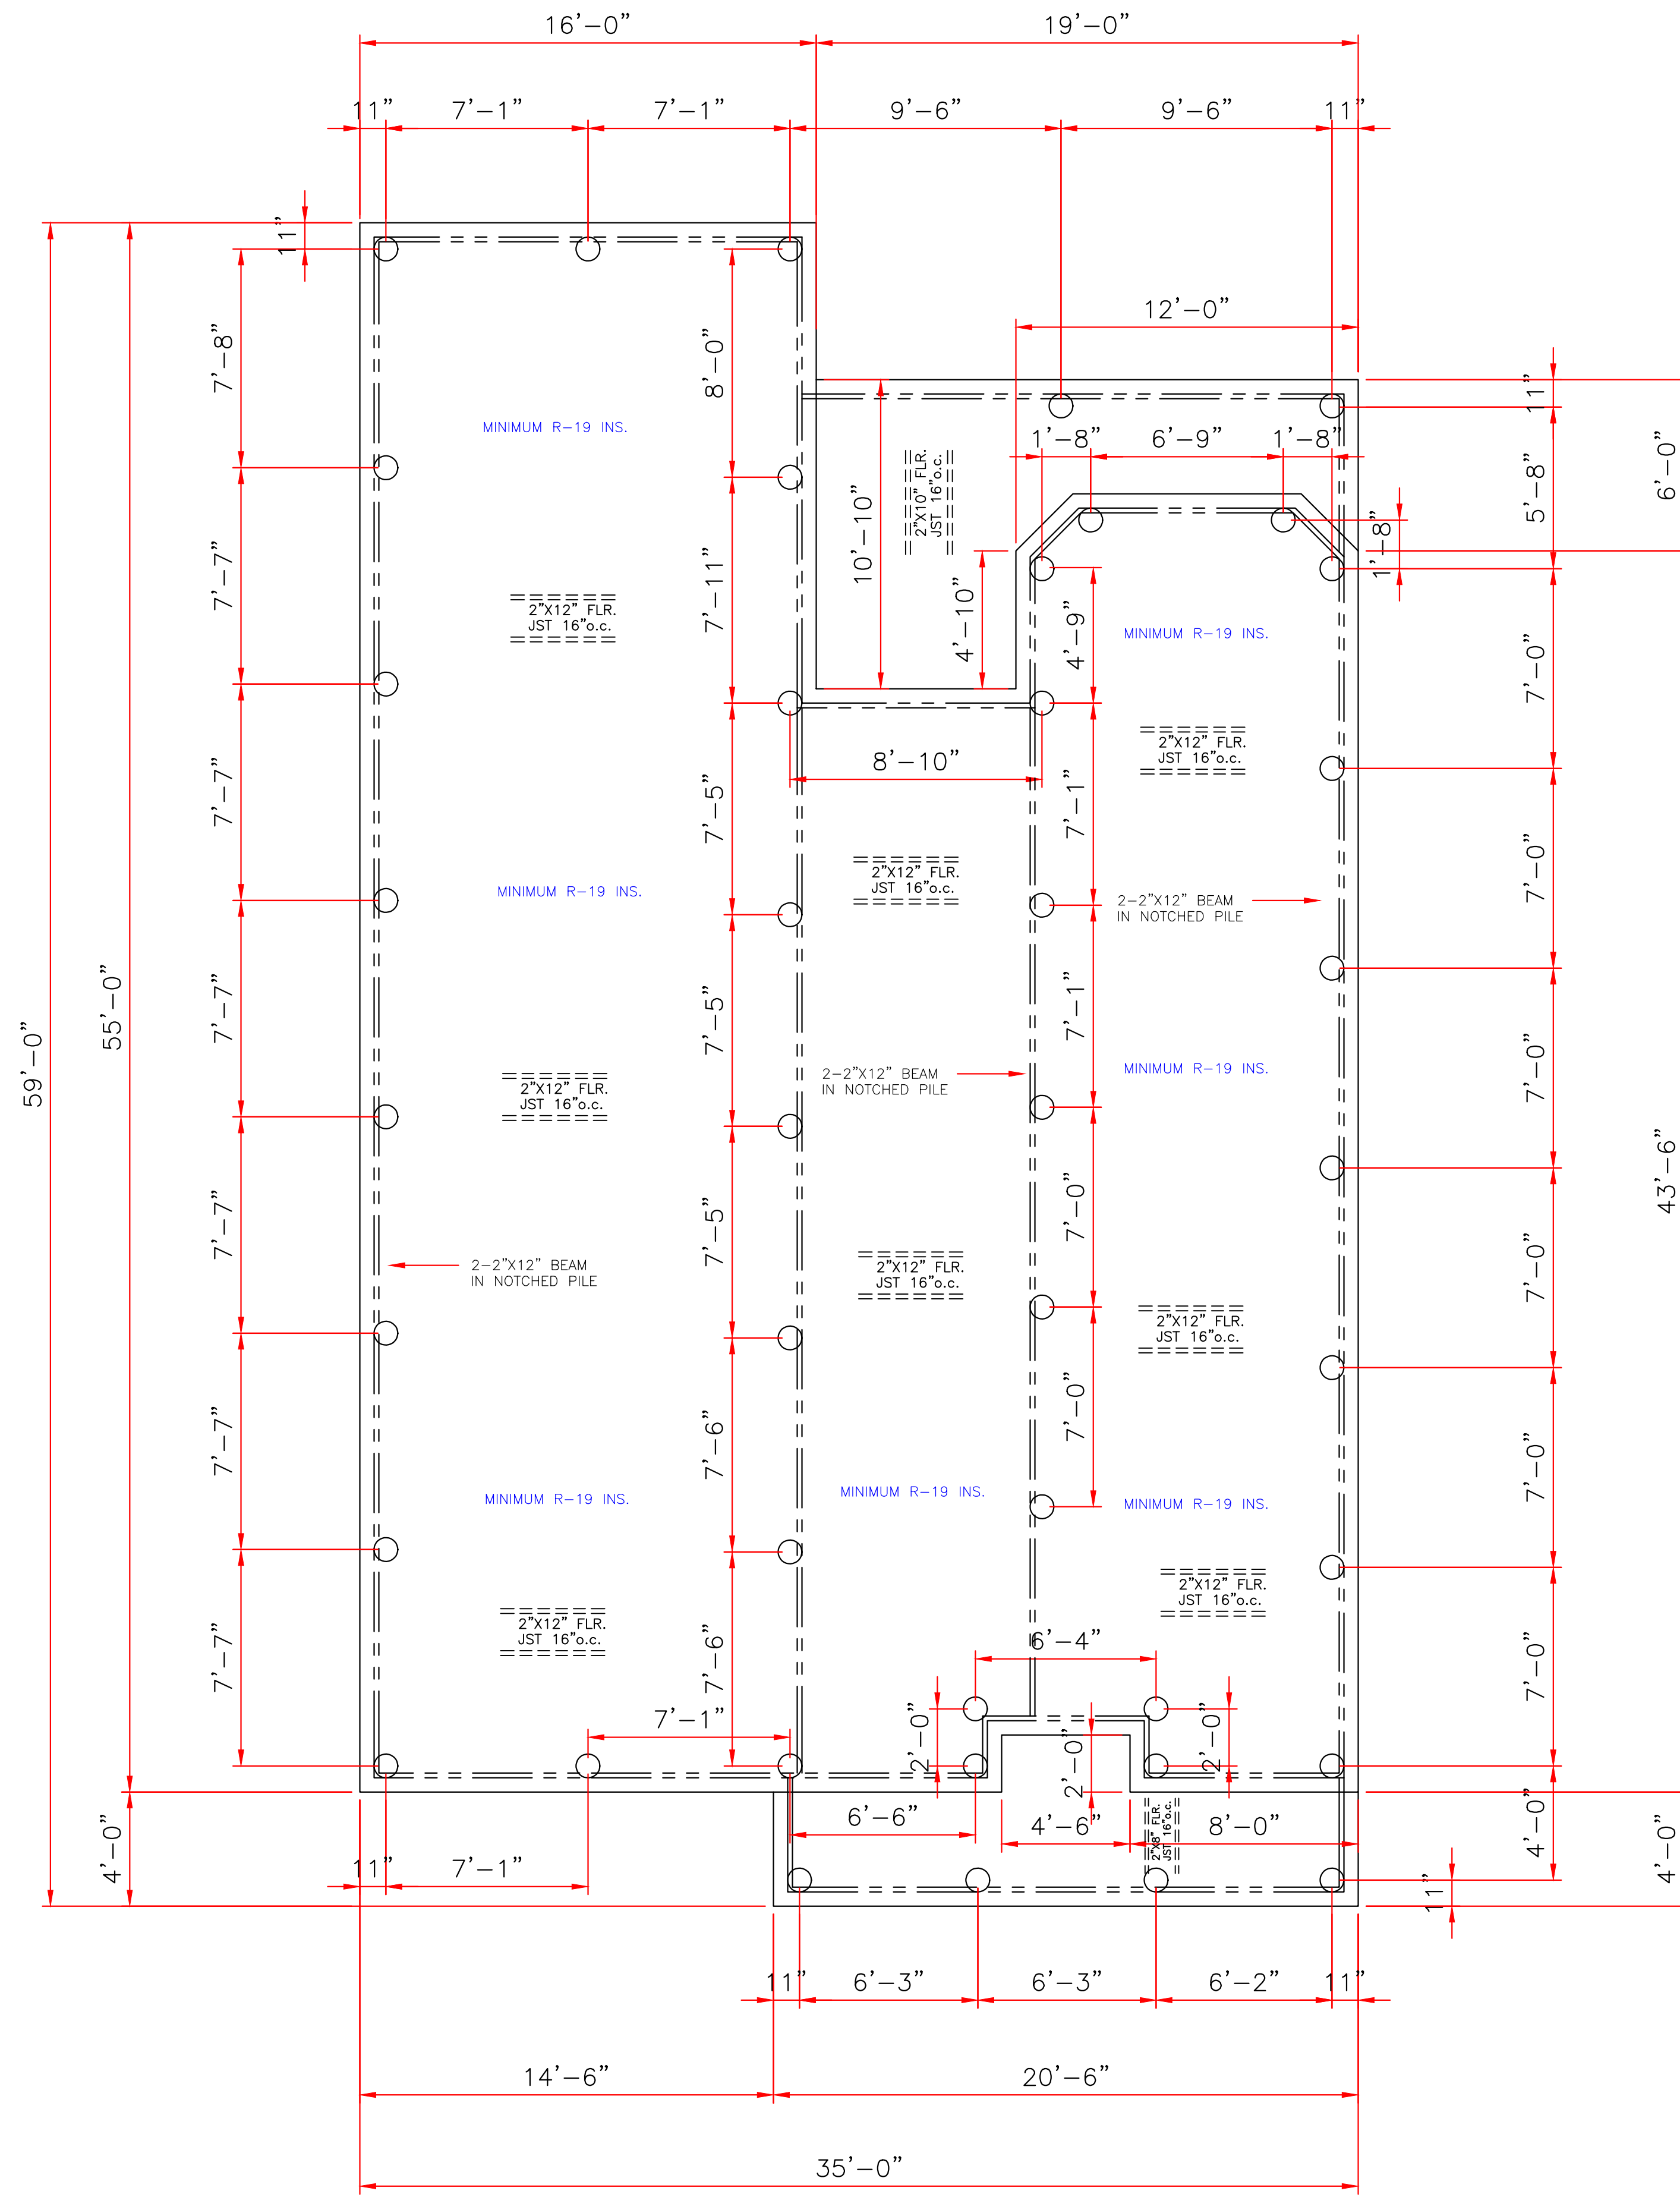 16'-0"
19'-0"
11"
7'-1"
7'-1"
9'-6"
9'-6"
11"
11"
12'-0"
7'-8"
8'-0"
11"
MINIMUM R-19 INS.
1'-8"
6'-9"
1'-8"
6'-0"
5'-8"
2"X10" FLR.
JST 16"o.c.
10'-10"
1'-8"
7'-7"
7'-11"
2"X12" FLR.
JST 16"o.c.
4'-10"
4'-9"
MINIMUM R-19 INS.
7'-0"
2"X12" FLR.
JST 16"o.c.
8'-10"
7'-7"
7'-5"
7'-1"
7'-0"
2"X12" FLR.
JST 16"o.c.
MINIMUM R-19 INS.
2-2"X12" BEAM
IN NOTCHED PILE
59'-0"
55'-0"
7'-7"
7'-5"
7'-1"
7'-0"
2-2"X12" BEAM
IN NOTCHED PILE
MINIMUM R-19 INS.
2"X12" FLR.
JST 16"o.c.
43'-6"
7'-7"
7'-5"
7'-0"
7'-0"
2-2"X12" BEAM
IN NOTCHED PILE
2"X12" FLR.
JST 16"o.c.
2"X12" FLR.
JST 16"o.c.
7'-7"
7'-6"
7'-0"
7'-0"
MINIMUM R-19 INS.
MINIMUM R-19 INS.
MINIMUM R-19 INS.
2"X12" FLR.
JST 16"o.c.
2"X12" FLR.
JST 16"o.c.
7'-7"
7'-6"
6'-4"
7'-0"
7'-1"
2'-0"
2'-0"
2'-0"
4'-0"
11"
7'-1"
6'-6"
4'-6"
2"X8" FLR.
JST 16"o.c.
8'-0"
4'-0"
4'-0"
11"
11"
6'-3"
6'-3"
6'-2"
11"
14'-6"
20'-6"
35'-0"